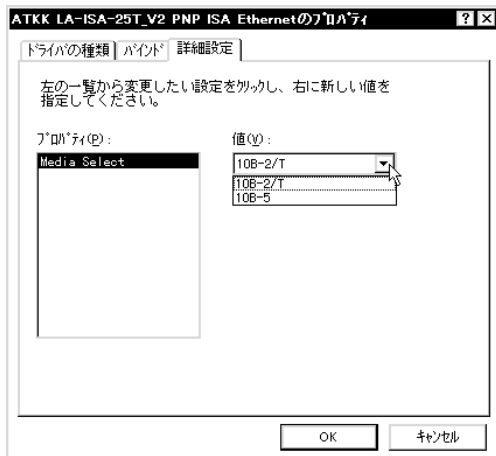 ATKK LA-ISA-25T_V2 PNP ISA Ethernetのﾌﾟﾛﾊﾟﾃｨ
ﾄﾞﾗｲﾊﾞの種類 ﾊﾞｲﾝﾄﾞ 詳細設定
左の一覧から変更したい設定をｸﾘｯｸし、右に新しい値を
指定してください。
ﾌﾟﾛﾊﾟﾃｨ(P): 値(V):
Media Select 10B-2/T
10B-2/T
10B-5
OK ｷｬﾝｾﾙ